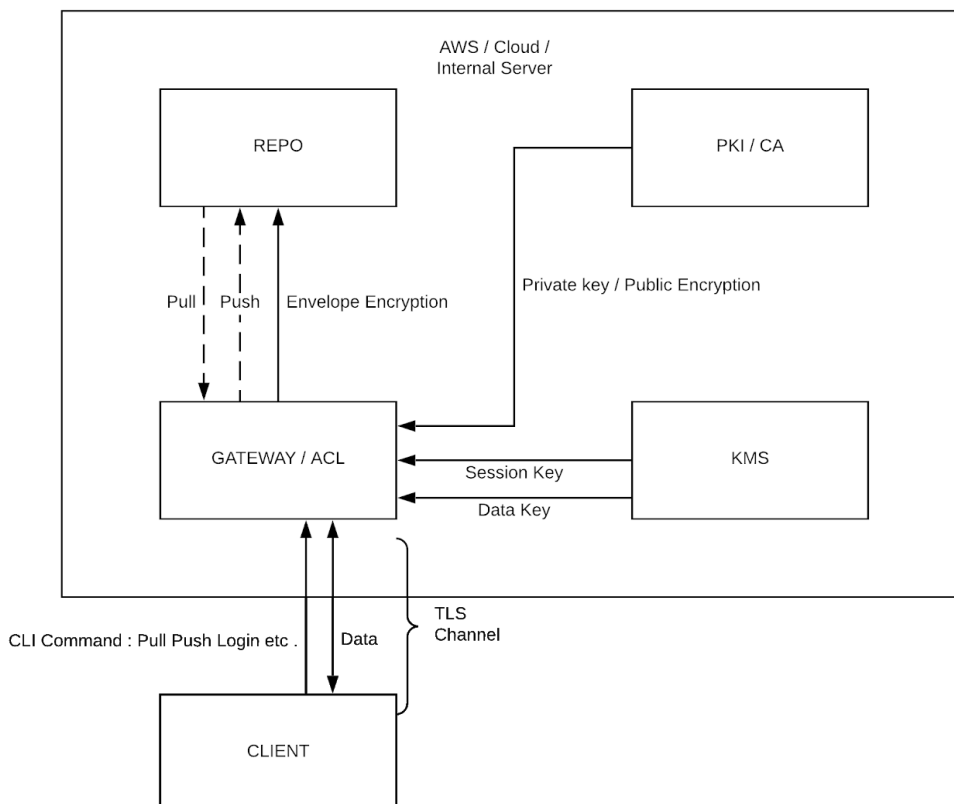 AWS / Cloud /
Internal Server
REPO
PKI / CA
Private key / Public Encryption
Pull
Push
Envelope Encryption
GATEWAY / ACL
KMS
Session Key
Data Key
TLS
Channel
CLI Command : Pull Push Login etc .
Data
CLIENT